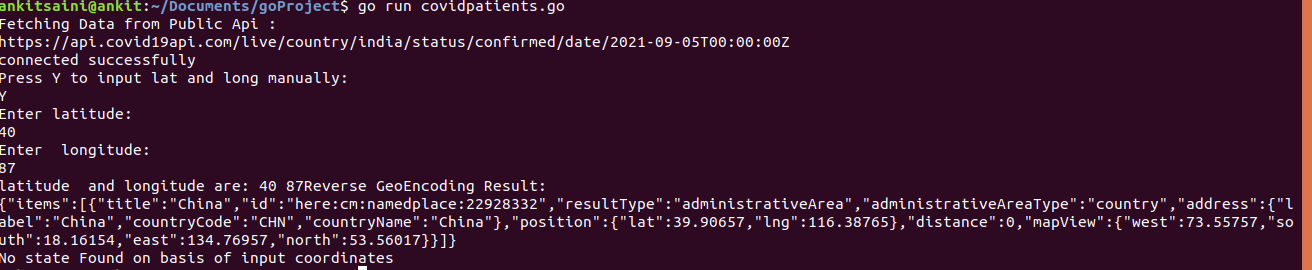 ankitsaini@ankit:~/Documents/goProject$ go run covidpatients.go
Fetching Data from Public Api :
https://api.covid19api.com/live/country/india/status/confirmed/date/2021-09-05T00:00:00Z
connected successfully
Press Y to input lat and long manually:
Y
Enter latitude:
40
Enter  longitude:
87
latitude  and longitude are: 40 87Reverse GeoEncoding Result:
{"items":[{"title":"China","id":"here:cm:namedplace:22928332","resultType":"administrativeArea","administrativeAreaType":"country","address":{"l
abel":"China","countryCode":"CHN","countryName":"China"},"position":{"lat":39.90657,"lng":116.38765},"distance":0,"mapView":{"west":73.55757,"so
uth":18.16154,"east":134.76957,"north":53.56017}}]}
No state Found on basis of input coordinates